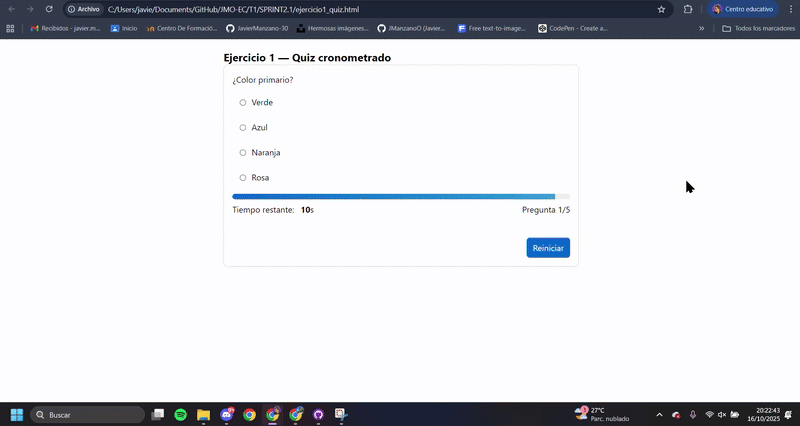 Archivo
C:/Users/javie/Documents/GitHub/JMO-EC/T1/SPRINT2.1/ejercicio1_quiz.html
Centro educativo
Recibidos - javier.m...
Inicio
Centro De Formació...
JavierManzano-30
Hermosas imágenes...
JManzanoO (Javier...
Free text-to-image...
CodePen - Create a...
»
Todos los marcadores
Ejercicio 1 — Quiz cronometrado
¿Color primario?
Verde
Azul
Naranja
Rosa
Tiempo restante: 10s
Pregunta 1/5
Reiniciar
Buscar
27°C
Parc. nublado
20:22:43
16/10/2025